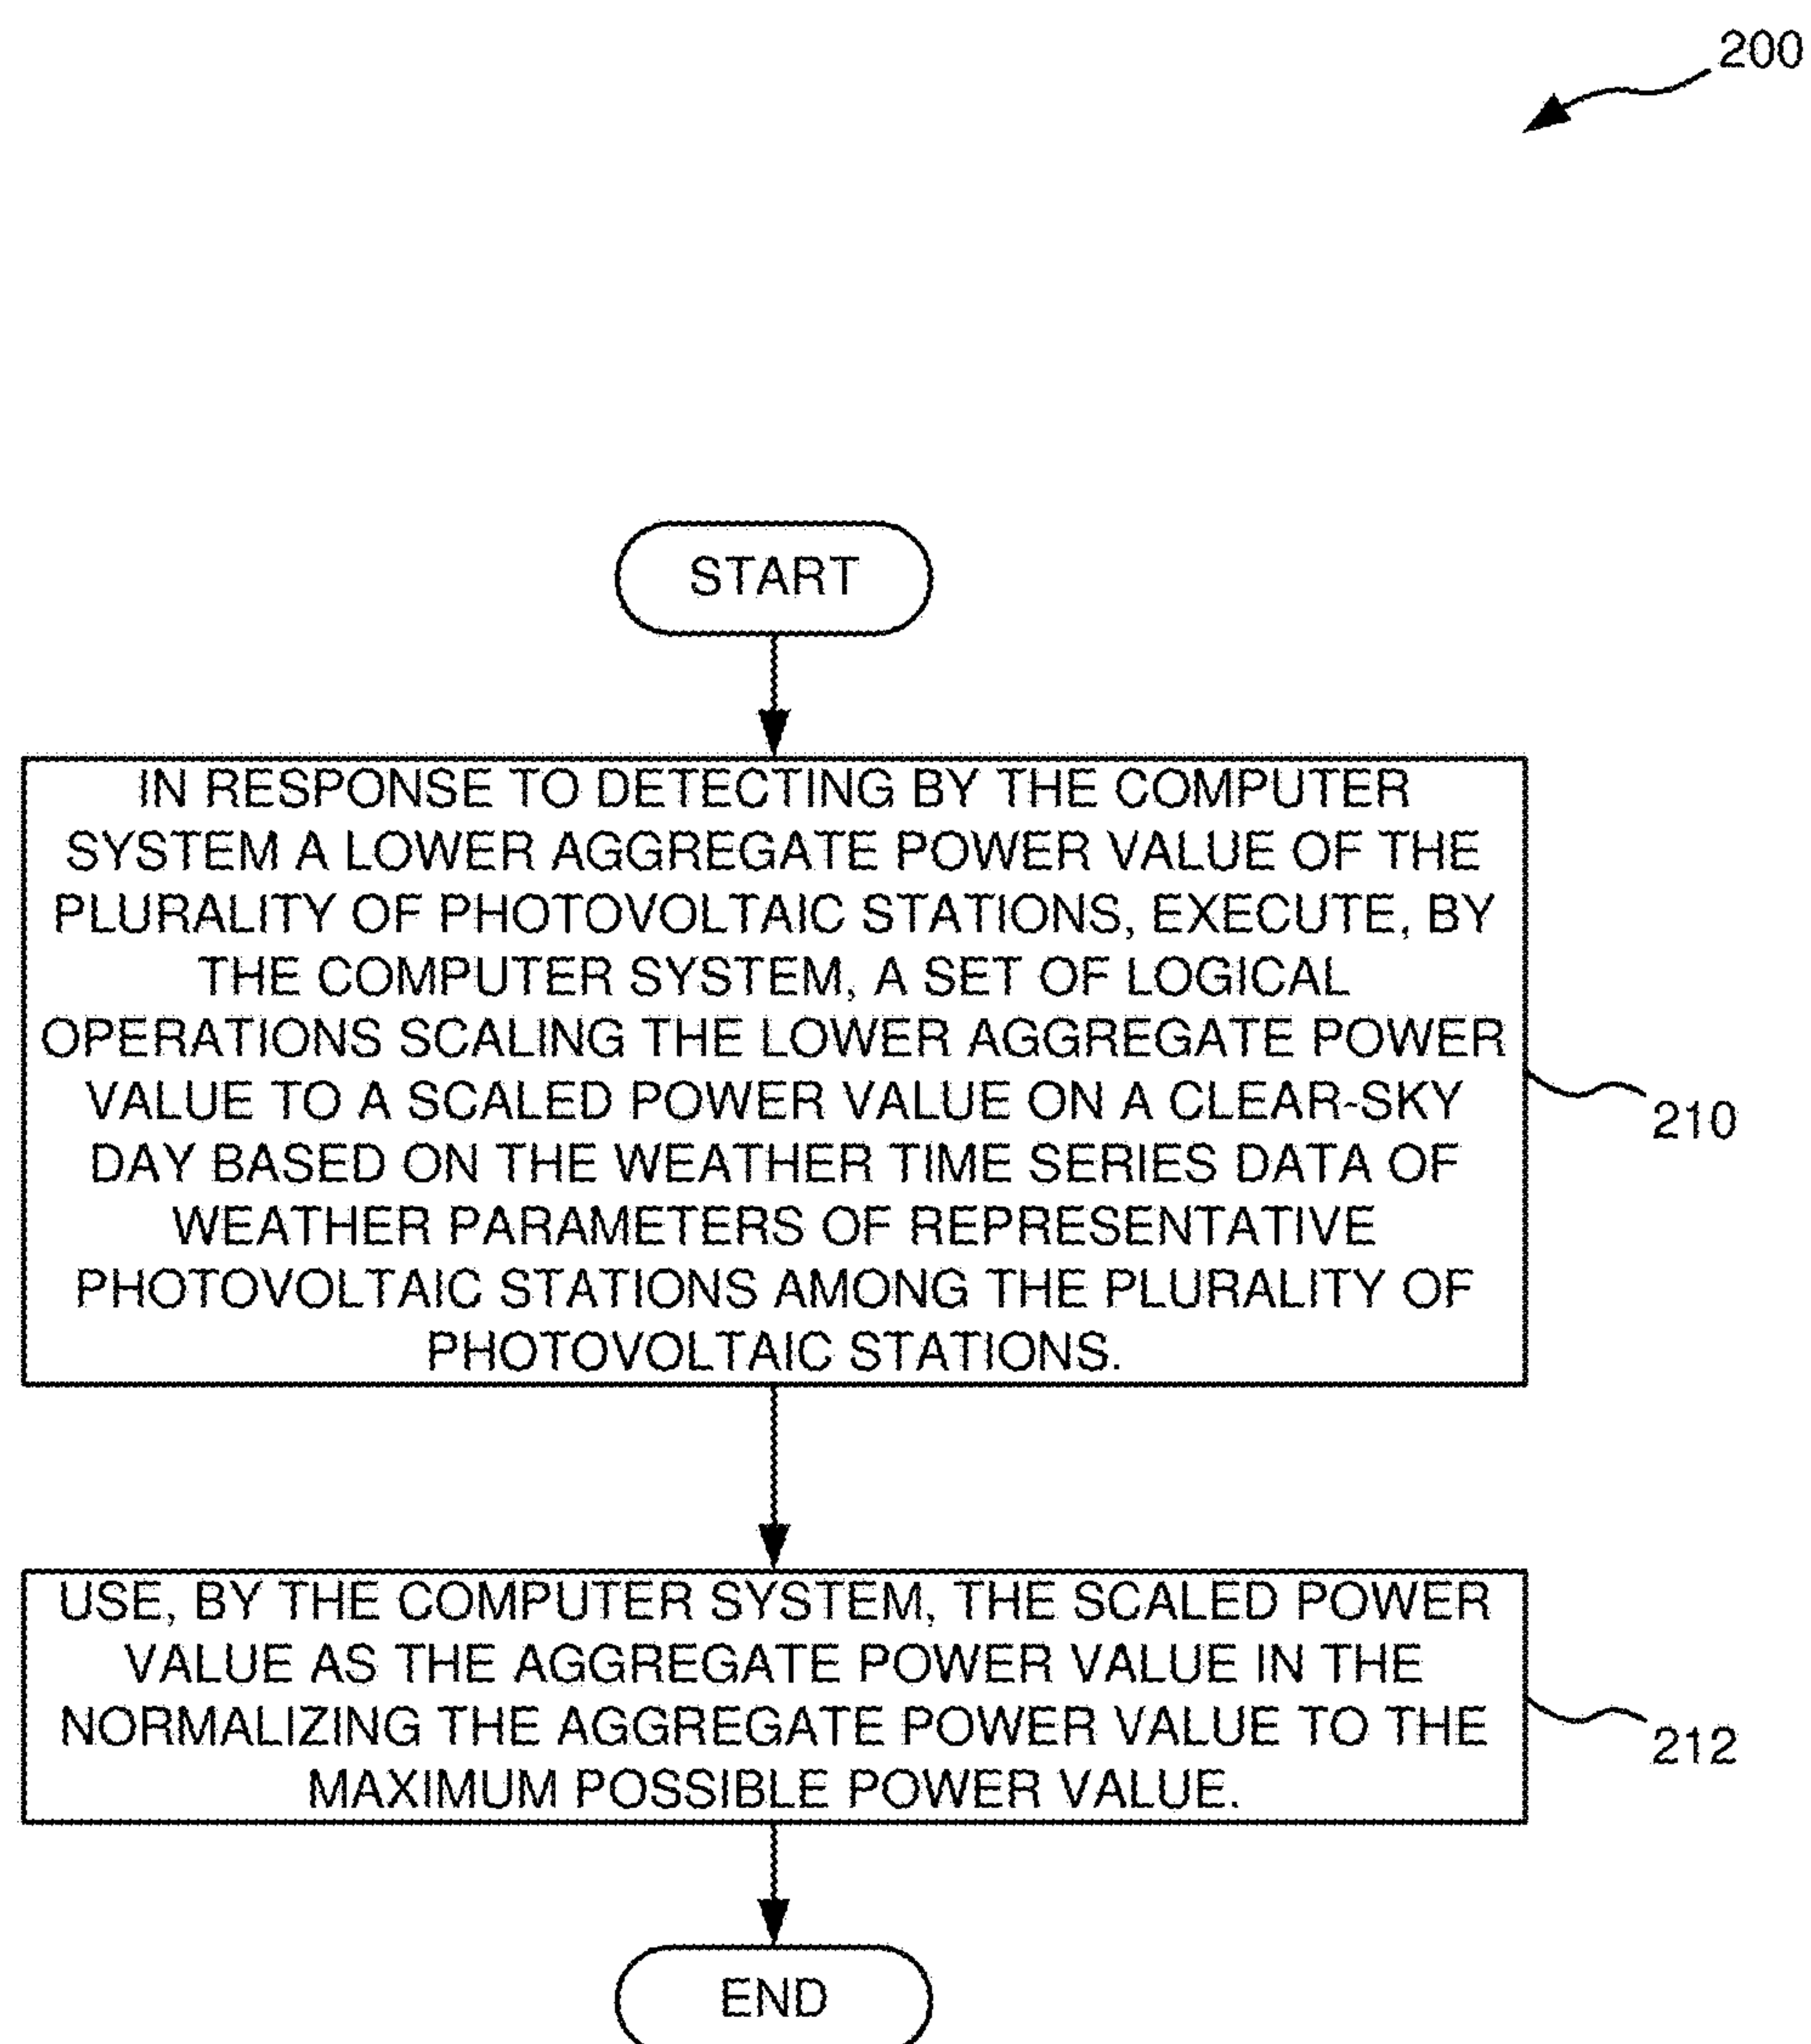 200
START
IN RESPONSE TO DETECTING BY THE COMPUTER
SYSTEM A LOWER AGGREGATE POWER VALUE OF THE
PLURALITY OF PHOTOVOLTAIC STATIONS, EXECUTE, BY
THE COMPUTER SYSTEM, A SET OF LOGICAL
OPERATIONS SCALING THE LOWER AGGREGATE POWER
VALUE TO A SCALED POWER VALUE ON A CLEAR-SKY
DAY BASED ON THE WEATHER TIME SERIES DATA OF
WEATHER PARAMETERS OF REPRESENTATIVE
PHOTOVOLTAIC STATIONS AMONG THE PLURALITY OF
PHOTOVOLTAIC STATIONS.
210
USE, BY THE COMPUTER SYSTEM, THE SCALED POWER
VALUE AS THE AGGREGATE POWER VALUE IN THE
NORMALIZING THE AGGREGATE POWER VALUE TO THE
MAXIMUM POSSIBLE POWER VALUE.
212
END